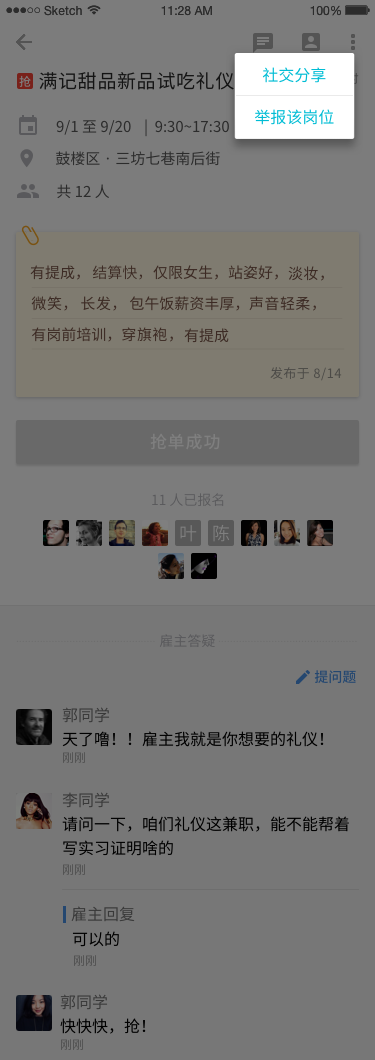 Sketch
11:28 AM
100%
抢 满记甜品新品试吃礼仪
社交分享
举报该岗位
9/1 至 9/20 | 9:30~17:30
鼓楼区 · 三坊七巷南后街
共 12 人
有提成，结算快，仅限女生，站姿好，淡妆，
微笑，长发，包午饭薪资丰厚，声音轻柔，
有岗前培训，穿旗袍，有提成
发布于 8/14
抢单成功
11 人已报名
叶 陈
雇主答疑
提问题
郭同学
天了噜！！雇主我就是你想要的礼仪！
刚刚
李同学
请问一下，咱们礼仪这兼职，能不能帮着
写实习证明啥的
刚刚
雇主回复
可以的
刚刚
郭同学
快快快，抢！
刚刚